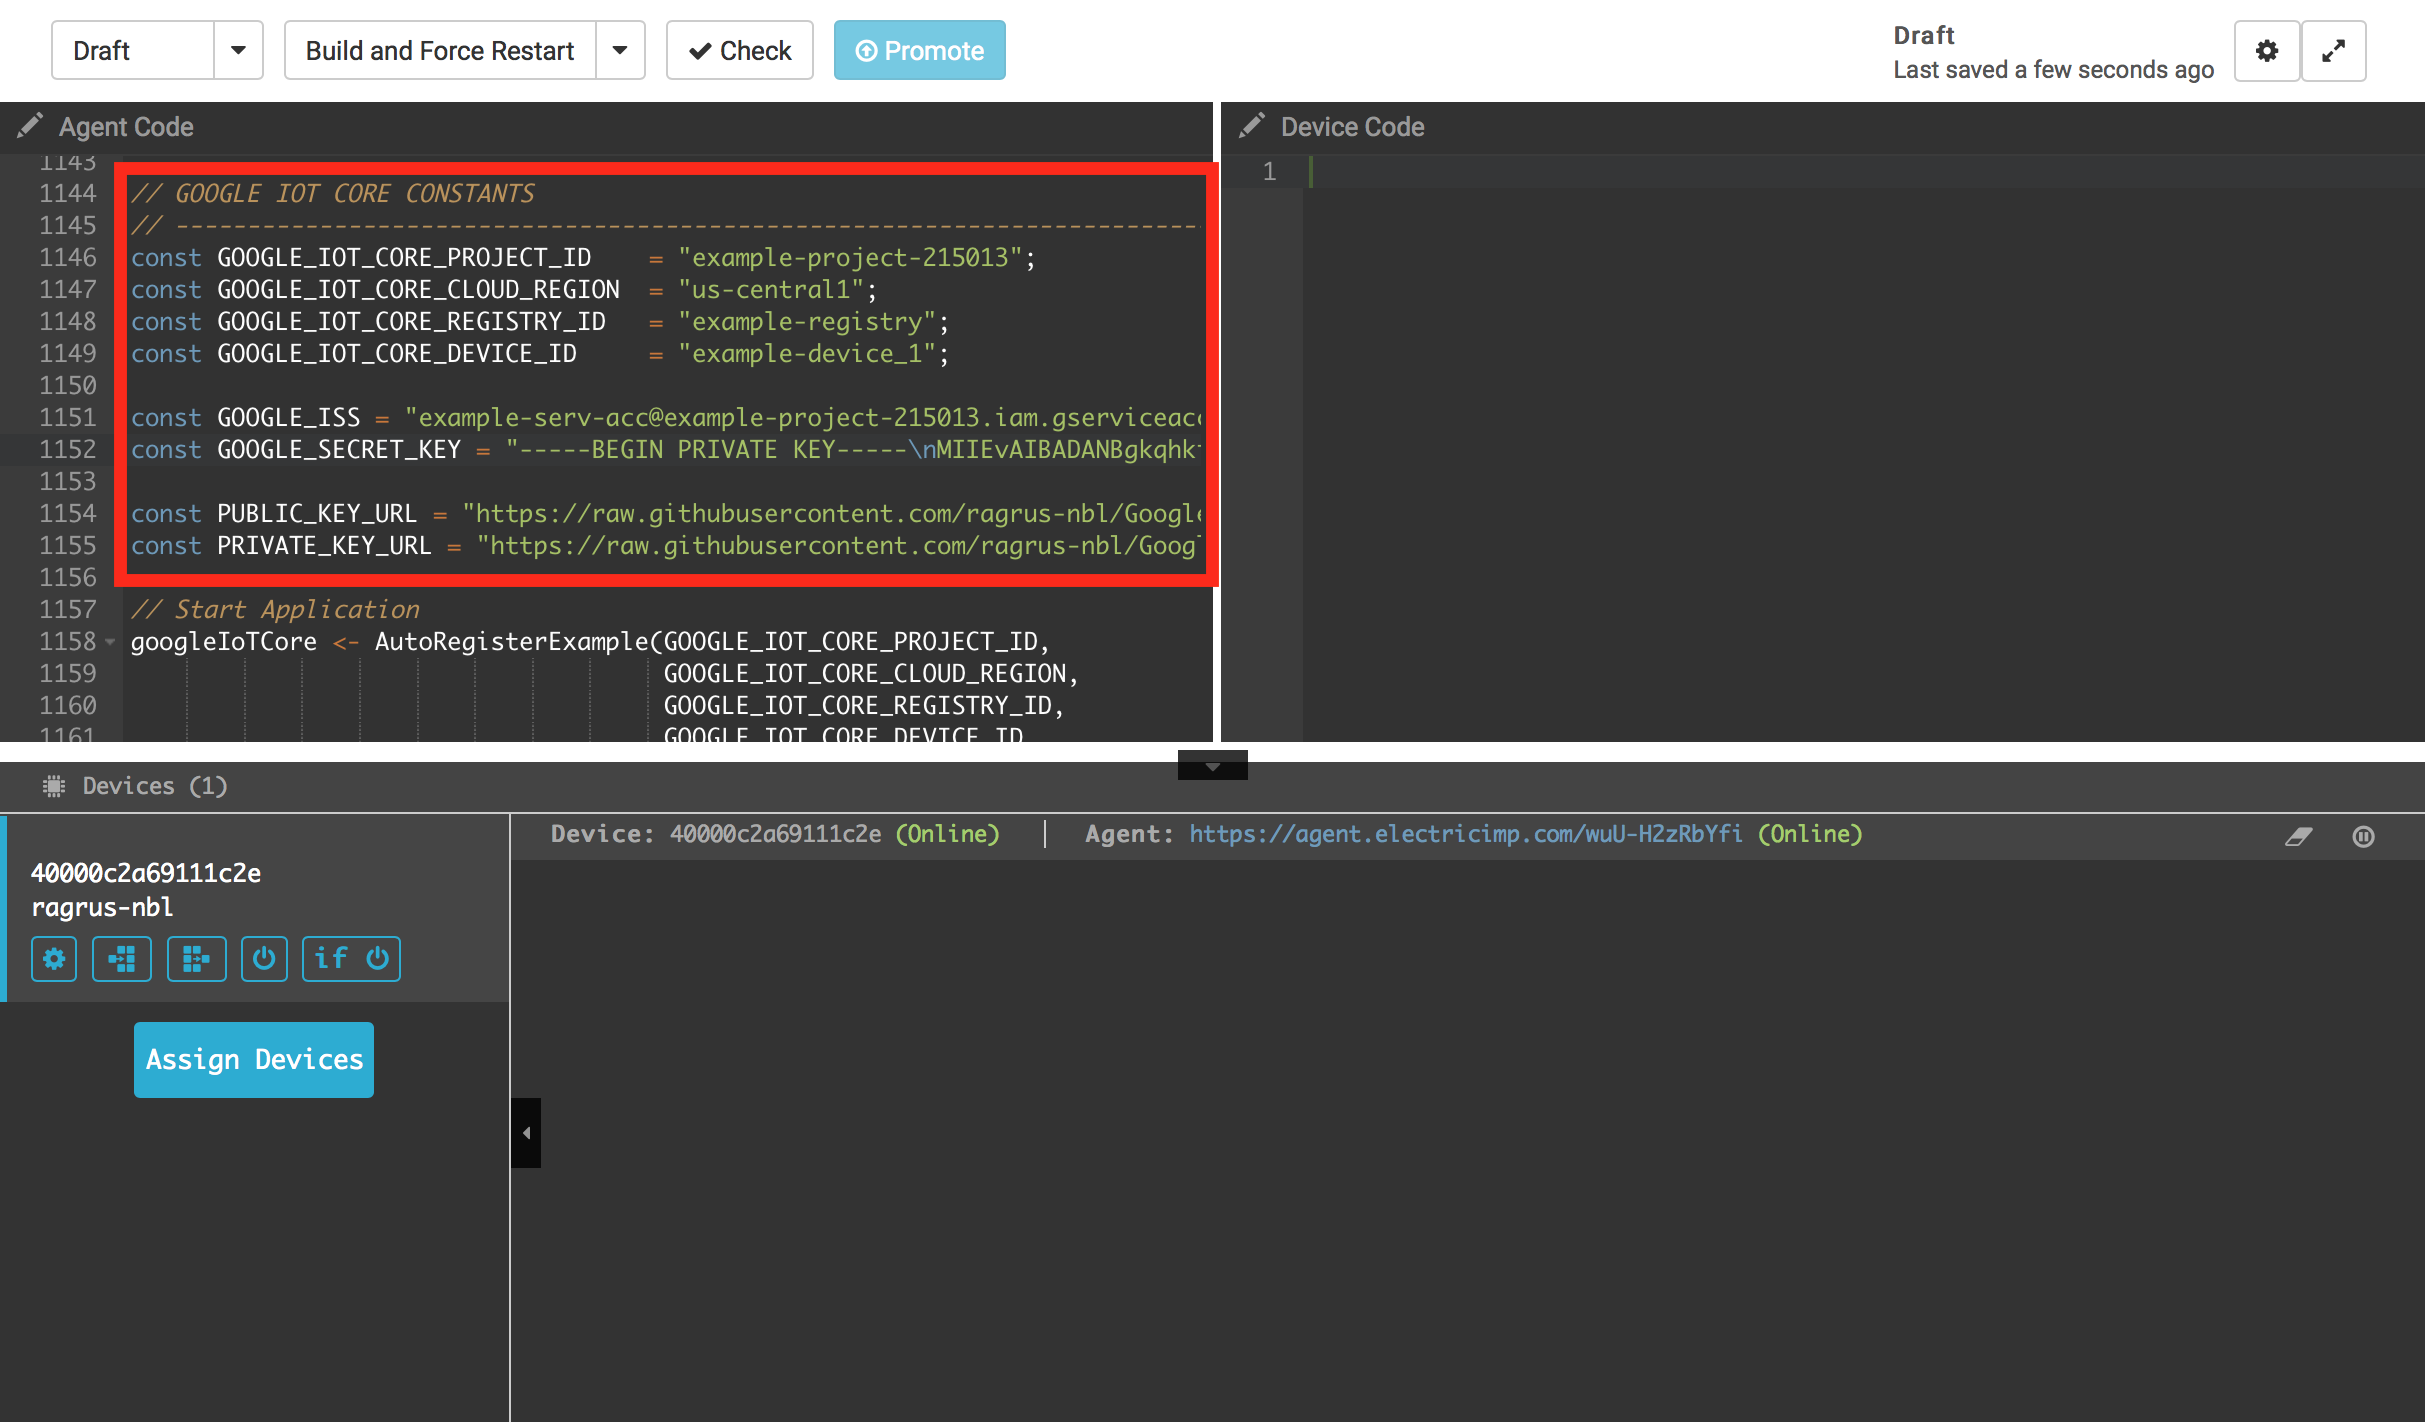 Draft
Build and Force Restart
Check
Promote
Draft
Last saved a few seconds ago
Agent Code
1143
1144 // GOOGLE IOT CORE CONSTANTS
1145 // -----------------------------------------------------------------------
1146 const GOOGLE_IOT_CORE_PROJECT_ID = "example-project-215013";
1147 const GOOGLE_IOT_CORE_CLOUD_REGION = "us-central1";
1148 const GOOGLE_IOT_CORE_REGISTRY_ID = "example-registry";
1149 const GOOGLE_IOT_CORE_DEVICE_ID = "example-device_1";
1150
1151 const GOOGLE_ISS = "example-serv-acc@example-project-215013.iam.gserviceacc
1152 const GOOGLE_SECRET_KEY = "-----BEGIN PRIVATE KEY-----\nMIIEvAIBADANBgkqhk
1153
1154 const PUBLIC_KEY_URL = "https://raw.githubusercontent.com/ragrus-nbl/Google
1155 const PRIVATE_KEY_URL = "https://raw.githubusercontent.com/ragrus-nbl/Goog
1156
1157 // Start Application
1158 googleIoTCore <- AutoRegisterExample(GOOGLE_IOT_CORE_PROJECT_ID,
1159 GOOGLE_IOT_CORE_CLOUD_REGION,
1160 GOOGLE_IOT_CORE_REGISTRY_ID,
1161 GOOGLE_IOT_CORE_DEVICE_ID
Device Code
1
Devices (1)
40000c2a69111c2e
ragrus-nbl
if
Assign Devices
Device: 40000c2a69111c2e (Online) | Agent: https://agent.electricimp.com/wuU-H2zRbYfi (Online)